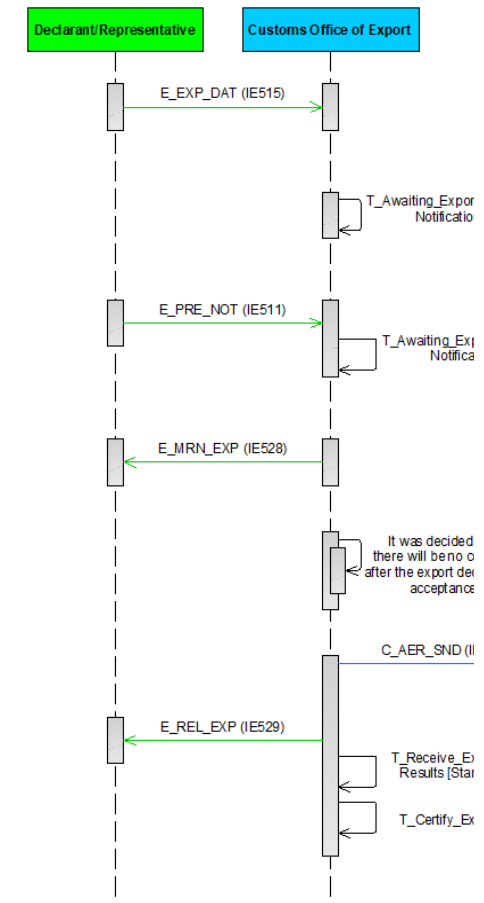 Declarant/Representative
Customs Office of Export
E_EXP_DAT (IE515)
T_Awaiting_Expor
Notificatio
E_PRE_NOT (IE511)
T_Awaiting_Exp
Notifica
E_MRN_EXP (IE528)
It was decided
there will be no c
after the export dec
acceptance
C_AER_SND (I
E_REL_EXP (IE529)
T_Receive_Ex
Results [Star
T_Certify_Ex